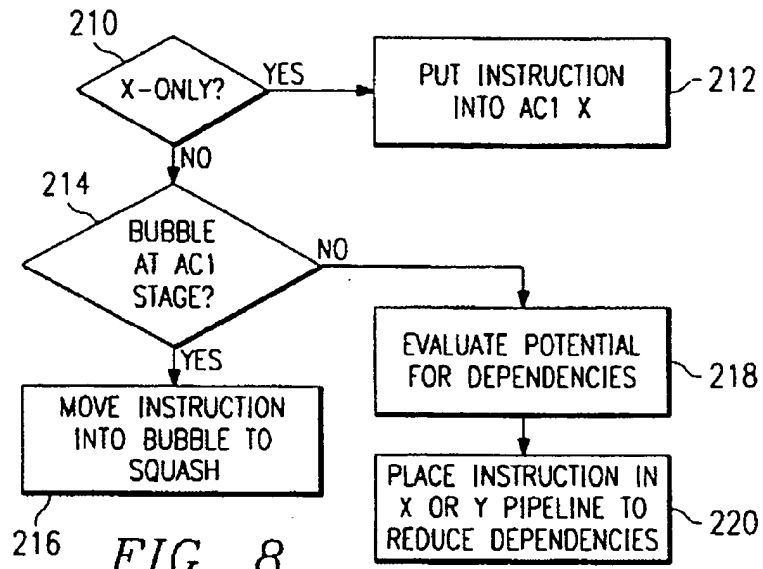 210
X-ONLY?
YES
PUT INSTRUCTION
INTO AC1 X
212
NO
214
BUBBLE
AT AC1
STAGE?
NO
YES
EVALUATE POTENTIAL
FOR DEPENDENCIES
218
MOVE INSTRUCTION
INTO BUBBLE TO
SQUASH
216
PLACE INSTRUCTION IN
X OR Y PIPELINE TO
REDUCE DEPENDENCIES
220
FIG. 8